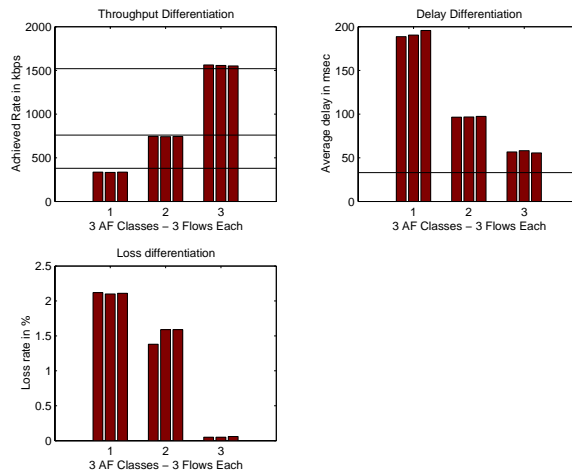 Throughput Differentiation
2000
1500
1000
500
0
Achieved Rate in kbps
1 2 3
3 AF Classes − 3 Flows Each
Delay Differentiation
200
150
100
50
0
Average delay in msec
1 2 3
3 AF Classes − 3 Flows Each
Loss differentiation
2.5
2
1.5
1
0.5
0
Loss rate in %
1 2 3
3 AF Classes − 3 Flows Each